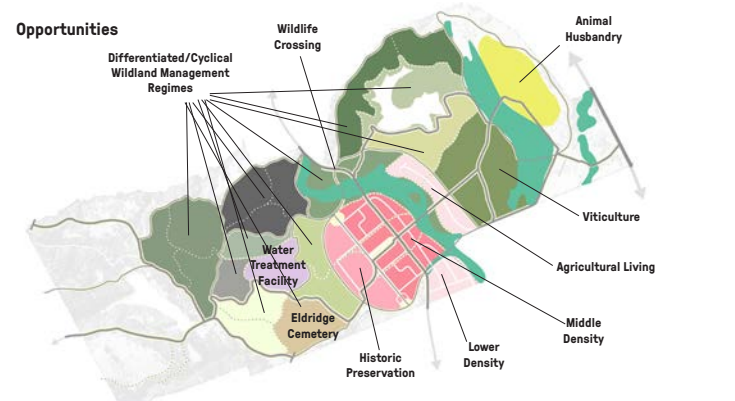 Opportunities
Differentiated/Cyclical
Wildland Management
Regimes
Wildlife
Crossing
Animal
Husbandry
Viticulture
Agricultural Living
Middle
Density
Lower
Density
Historic
Preservation
Eldridge
Cemetery
Water
Treatment
Facility